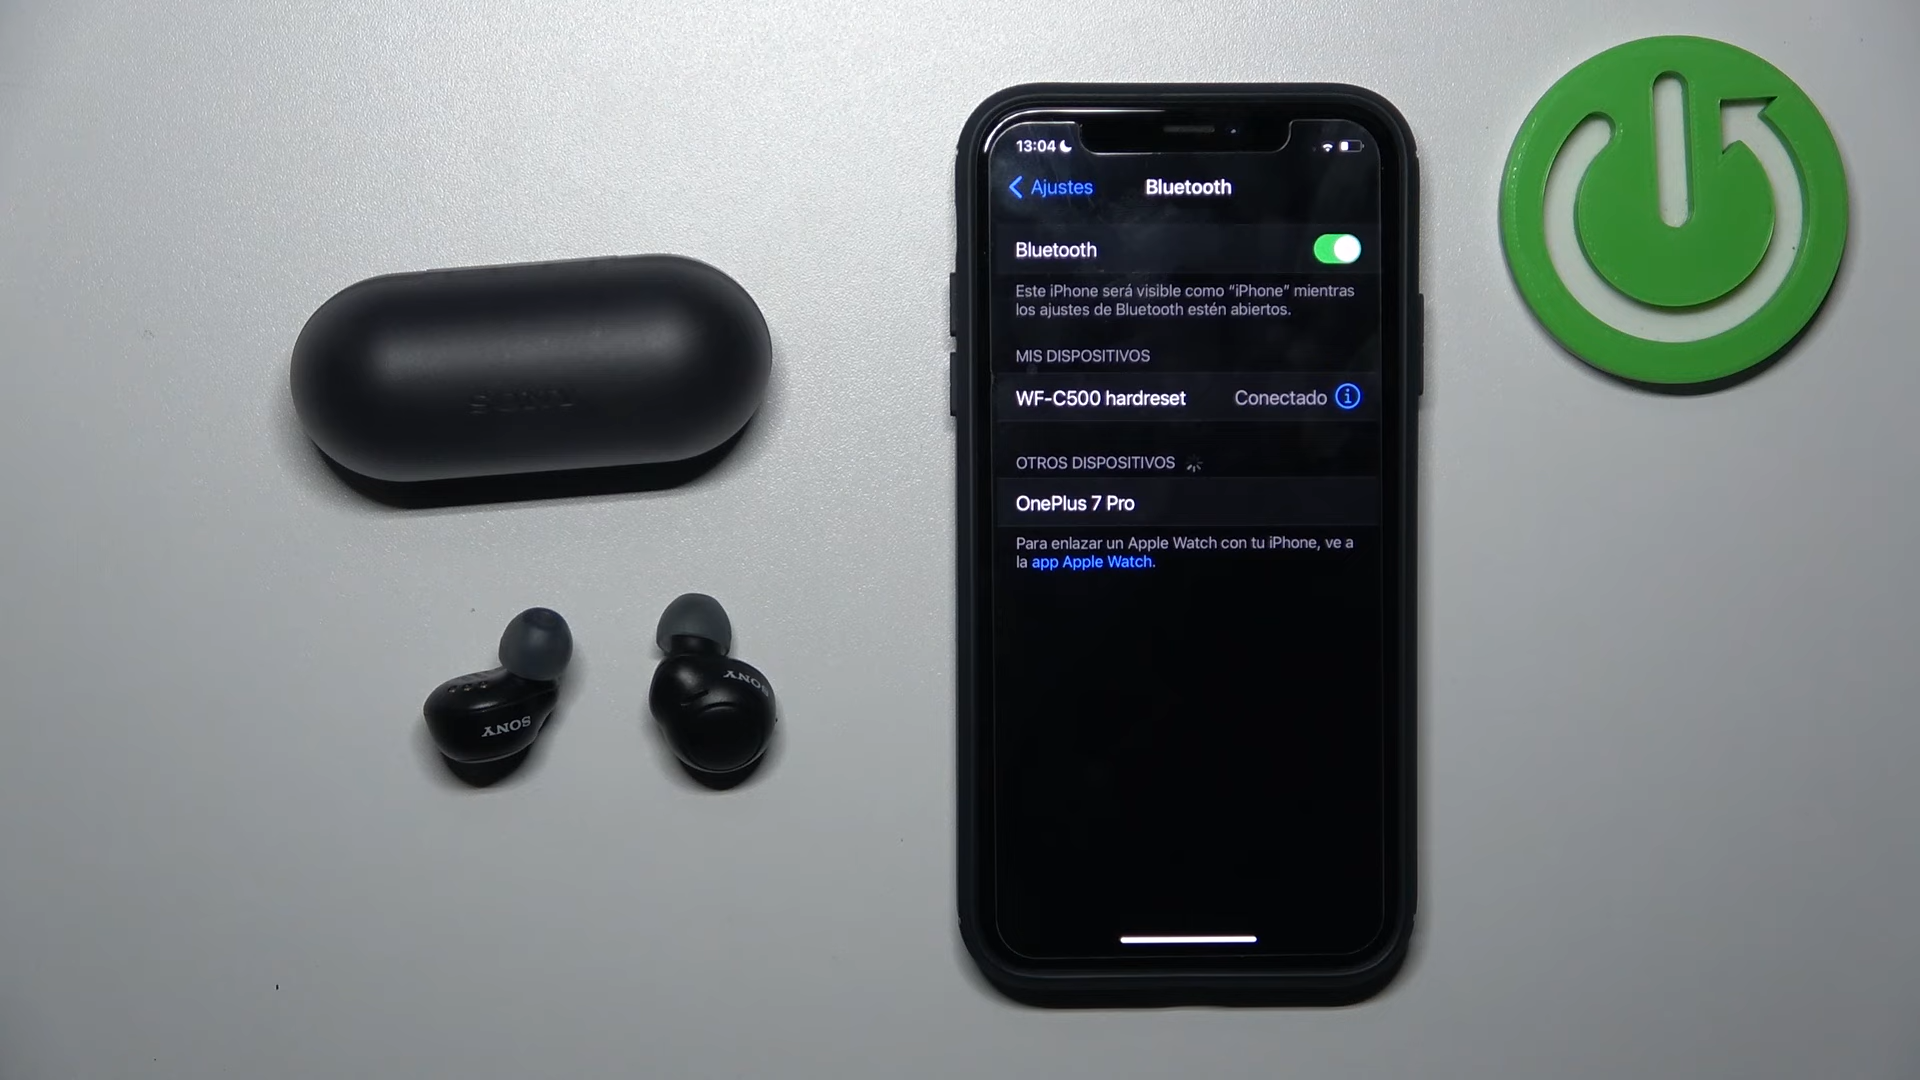 13:04
Ajustes
Bluetooth
Bluetooth
Este iPhone será visible como “iPhone” mientras
los ajustes de Bluetooth estén abiertos.
MIS DISPOSITIVOS
WF-C500 hardreset Conectado
OTROS DISPOSITIVOS
OnePlus 7 Pro
Para enlazar un Apple Watch con tu iPhone, ve a
la app Apple Watch.
SONY
SONY
SONY